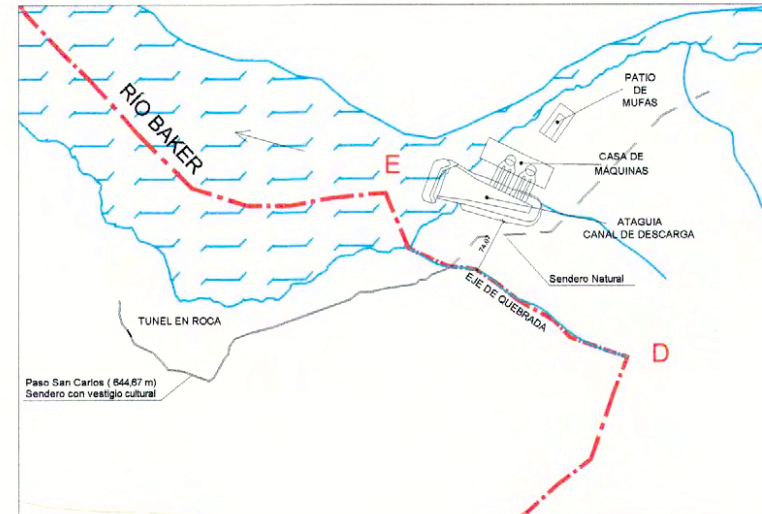 PATIO
DE
MUFAS
RÍO BAKER
CASA DE
MÁQUINAS
E
ATAGUIA
CANAL DE DESCARGA
74,07
Sendero Natural
EJE DE QUEBRADA
TUNEL EN ROCA
D
Paso San Carlos ( 644,67 m)
Sendero con vestigio cultural